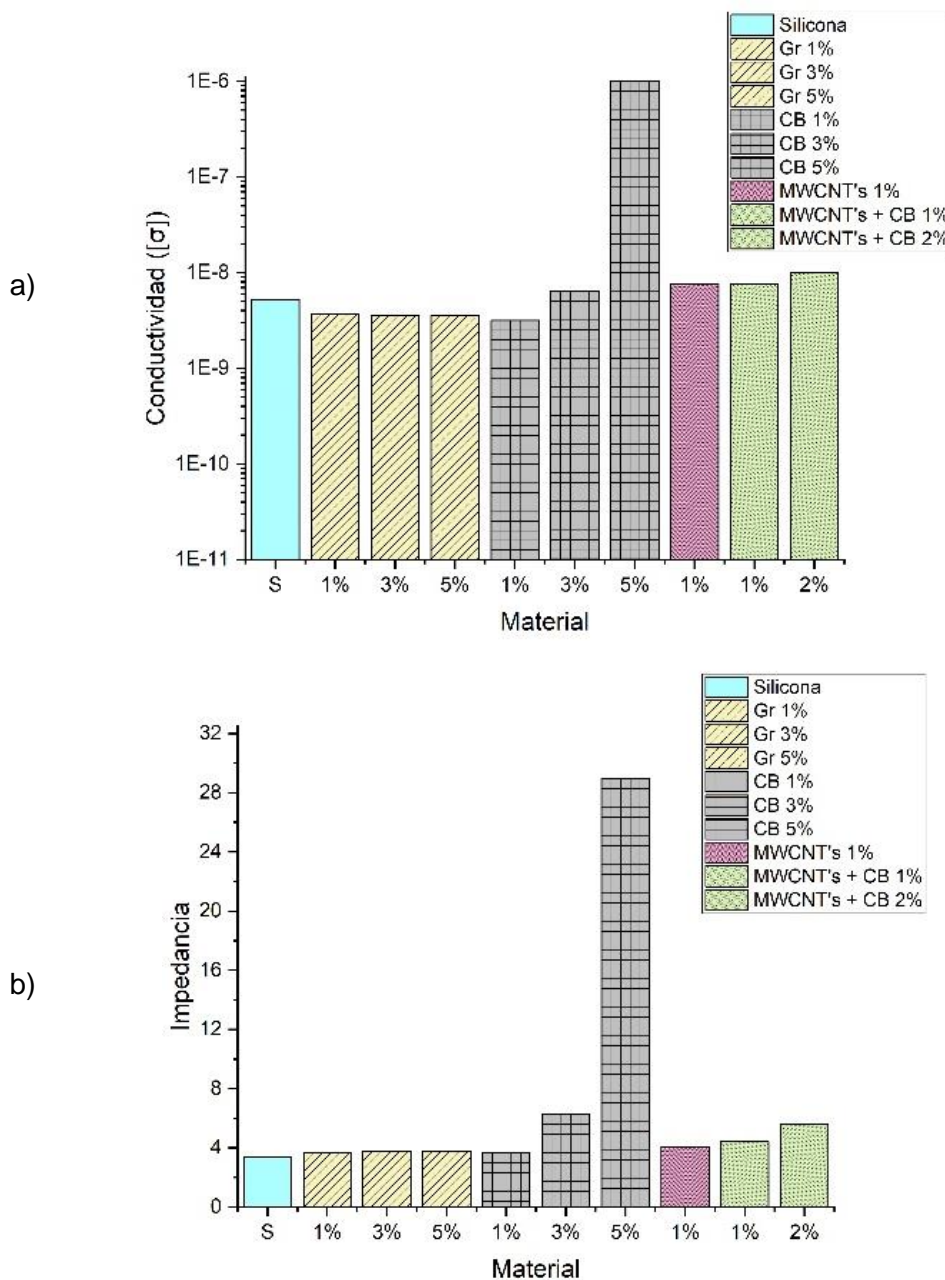 a)
Silicona
Gr 1%
Gr 3%
Gr 5%
CB 1%
CB 3%
CB 5%
MWCNT's 1%
MWCNT's + CB 1%
MWCNT's + CB 2%
Conductividad ([σ])
1E-6
1E-7
1E-8
1E-9
1E-10
1E-11
S 1% 3% 5% 1% 3% 5% 1% 1% 2%
Material
b)
Silicona
Gr 1%
Gr 3%
Gr 5%
CB 1%
CB 3%
CB 5%
MWCNT's 1%
MWCNT's + CB 1%
MWCNT's + CB 2%
Impedancia
32
28
24
20
16
12
8
4
0
S 1% 3% 5% 1% 3% 5% 1% 1% 2%
Material